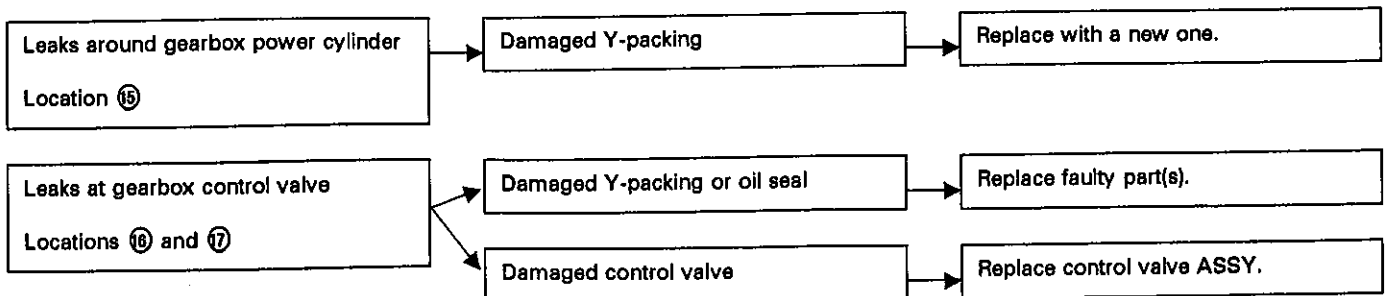 Leaks around gearbox power cylinder
Location ⑮
Damaged Y-packing
Replace with a new one.
Leaks at gearbox control valve
Locations ⑯ and ⑰
Damaged Y-packing or oil seal
Replace faulty part(s).
Damaged control valve
Replace control valve ASSY.